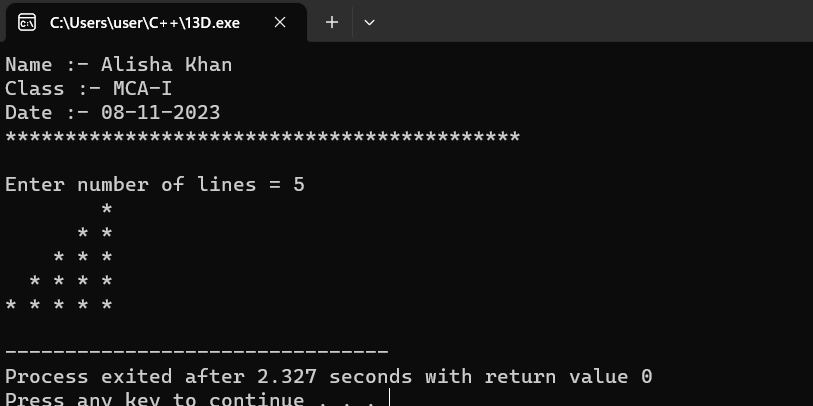 C:\Users\user\C++\13D.exe
Name :- Alisha Khan
Class :- MCA-I
Date :- 08-11-2023
*******************************************
Enter number of lines = 5
        *
      * *
    * * *
  * * * *
* * * * *
--------------------------------
Process exited after 2.327 seconds with return value 0
Press any key to continue . . .